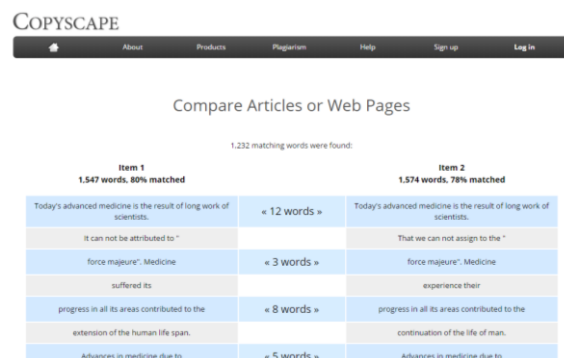 COPYSCAPE
About Products Plagiarism Help Sign up Log in
Compare Articles or Web Pages
1,232 matching words were found:
Item 1
1,547 words, 80% matched
Item 2
1,574 words, 78% matched
Today's advanced medicine is the result of long work of
scientists.
« 12 words »
Today's advanced medicine is the result of long work of
scientists.
It can not be attributed to "
That we can not assign to the "
force majeure". Medicine
« 3 words »
force majeure". Medicine
suffered its
experience their
progress in all its areas contributed to the
« 8 words »
progress in all its areas contributed to the
extension of the human life span.
continuation of the life of man.
Advances in medicine due to
« 5 words »
Advances in medicine due to